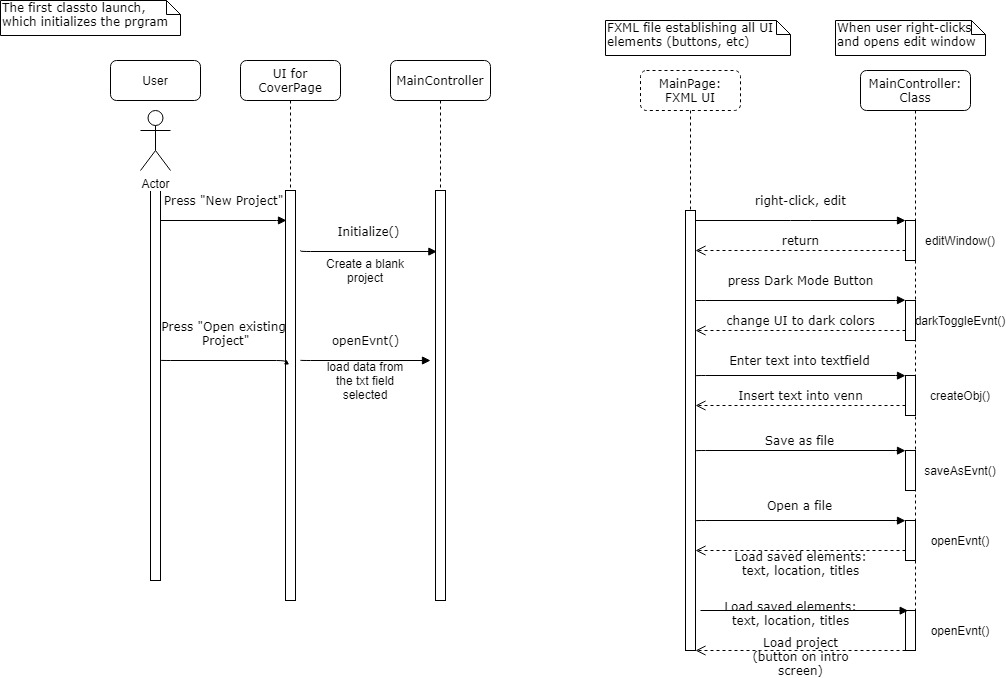 The first classto launch,
which initializes the prgram
User
UI for
CoverPage
MainController
Actor
Press "New Project"
Initialize()
Create a blank
project
Press "Open existing
Project"
openEvnt()
load data from
the txt field
selected
FXML file establishing all UI
elements (buttons, etc)
When user right-clicks
and opens edit window
MainPage:
FXML UI
MainController:
Class
right-click, edit
return
editWindow()
press Dark Mode Button
change UI to dark colors
darkToggleEvnt()
Enter text into textfield
Insert text into venn
createObj()
Save as file
saveAsEvnt()
Open a file
openEvnt()
Load saved elements:
text, location, titles
Load saved elements:
text, location, titles
openEvnt()
Load project
(button on intro
screen)